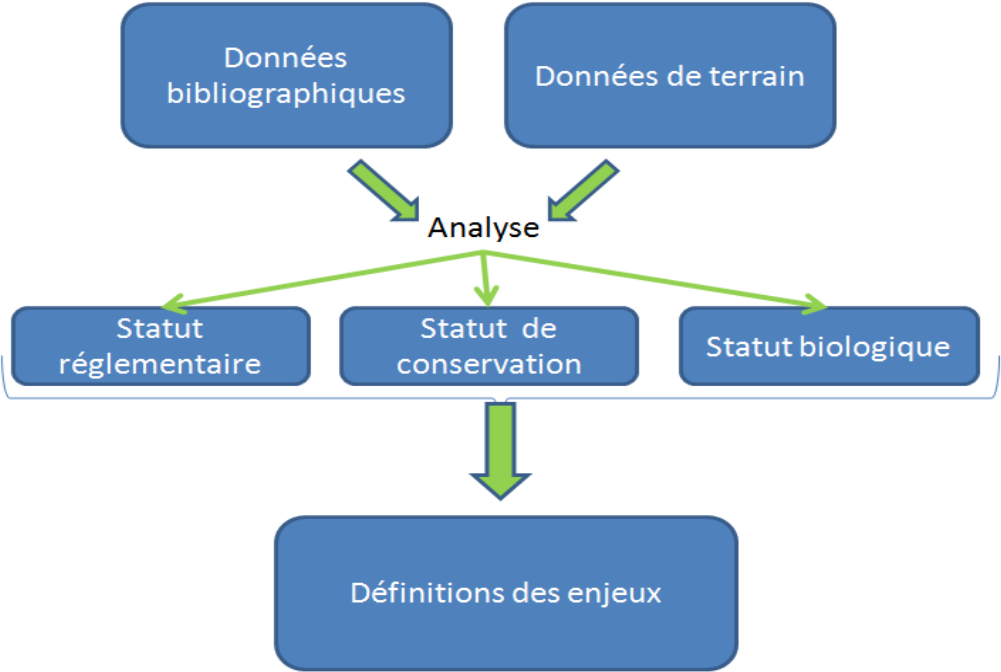 Données
bibliographiques
Données de terrain
Analyse
Statut
réglementaire
Statut de
conservation
Statut biologique
Définitions des enjeux